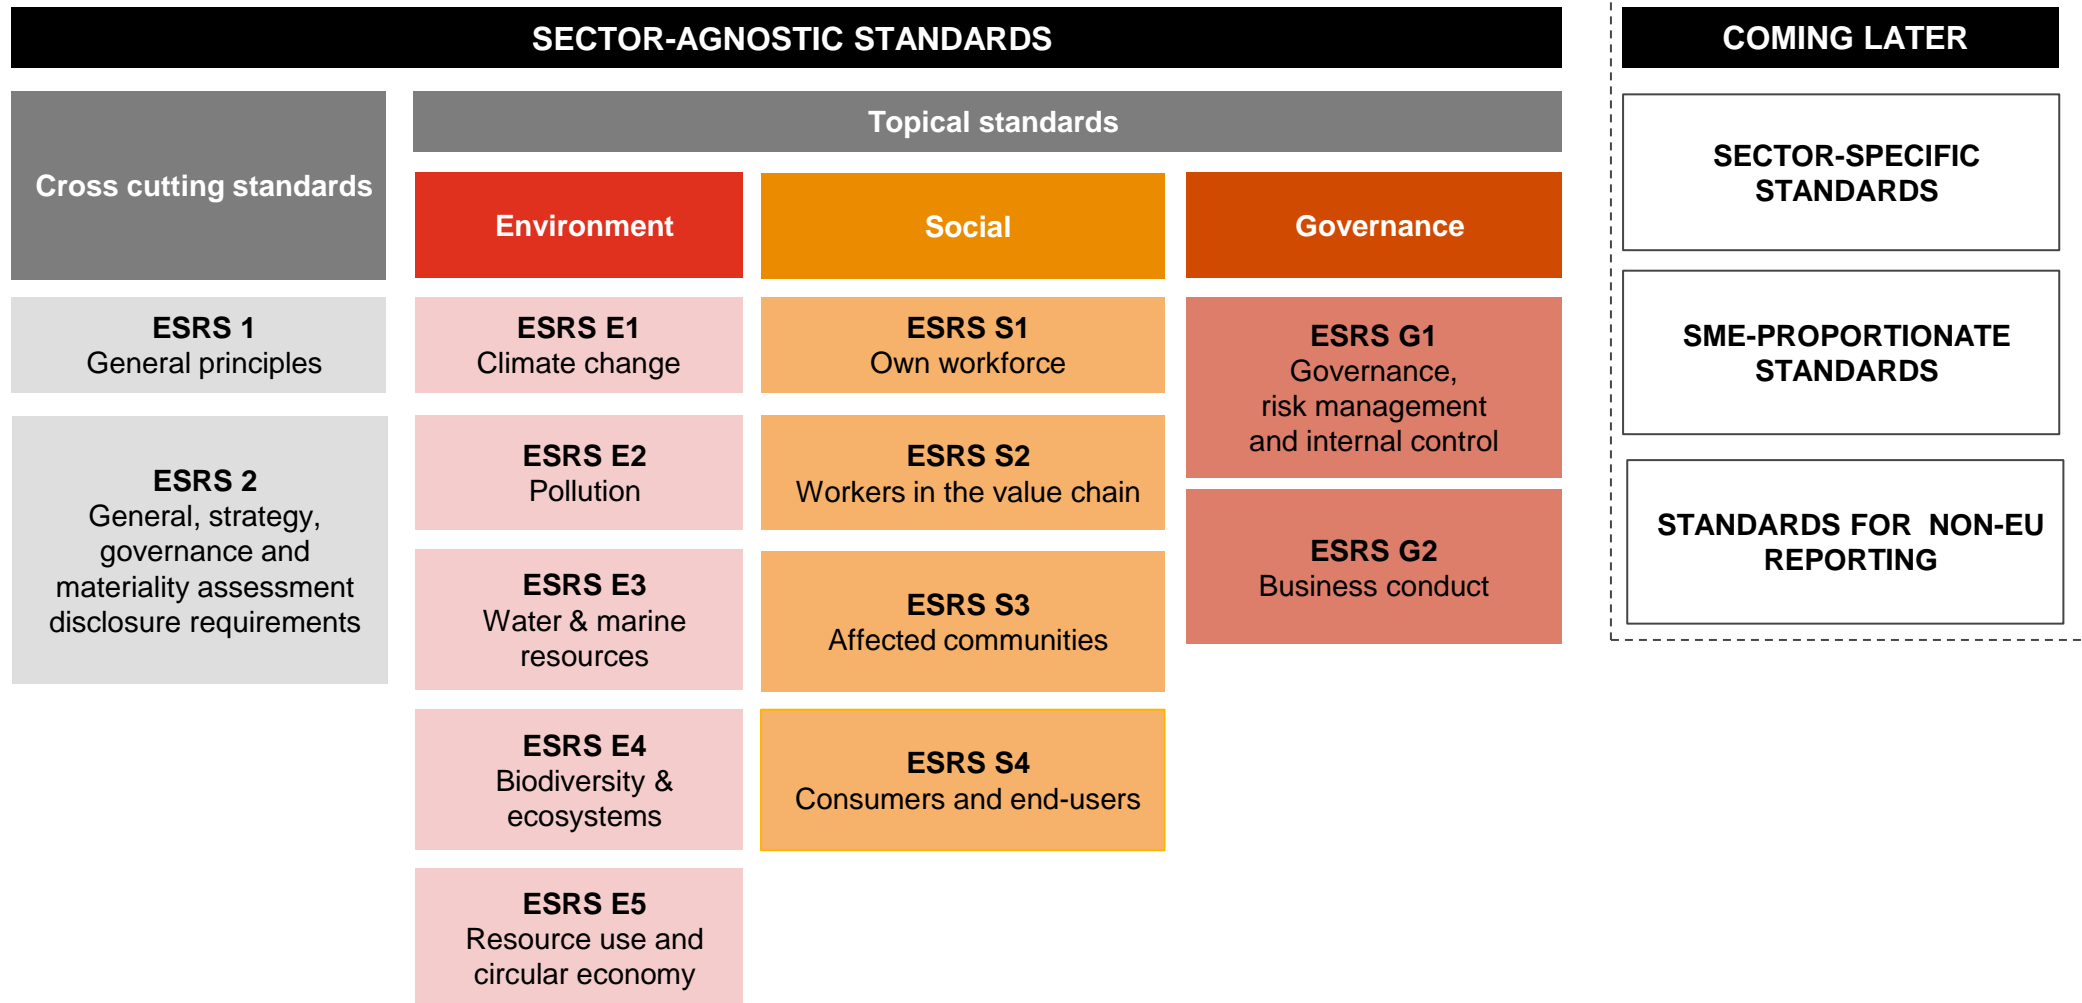 SECTOR-AGNOSTIC STANDARDS
Cross cutting standards
ESRS 1
General principles
ESRS 2
General, strategy,
governance and
materiality assessment
disclosure requirements
Topical standards
Environment
ESRS E1
Climate change
ESRS E2
Pollution
ESRS E3
Water & marine
resources
ESRS E4
Biodiversity &
ecosystems
ESRS E5
Resource use and
circular economy
Social
ESRS S1
Own workforce
ESRS S2
Workers in the value chain
ESRS S3
Affected communities
ESRS S4
Consumers and end-users
Governance
ESRS G1
Governance,
risk management
and internal control
ESRS G2
Business conduct
COMING LATER
SECTOR-SPECIFIC
STANDARDS
SME-PROPORTIONATE
STANDARDS
STANDARDS FOR NON-EU
REPORTING